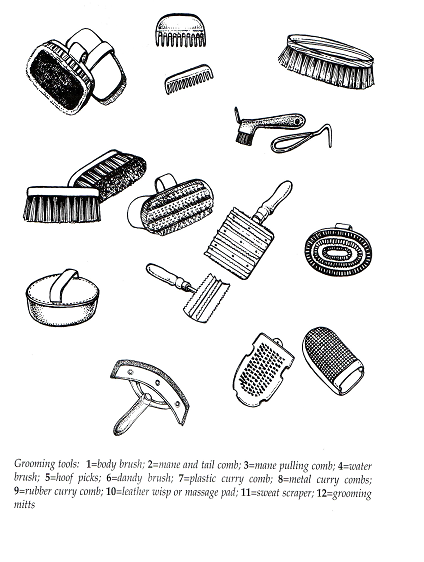 Grooming tools: 1=body brush; 2=mane and tail comb; 3=mane pulling comb; 4=water
brush; 5=hoof picks; 6=dandy brush; 7=plastic curry comb; 8=metal curry combs;
9=rubber curry comb; 10=leather wisp or massage pad; 11=sweat scraper; 12=grooming
mitts